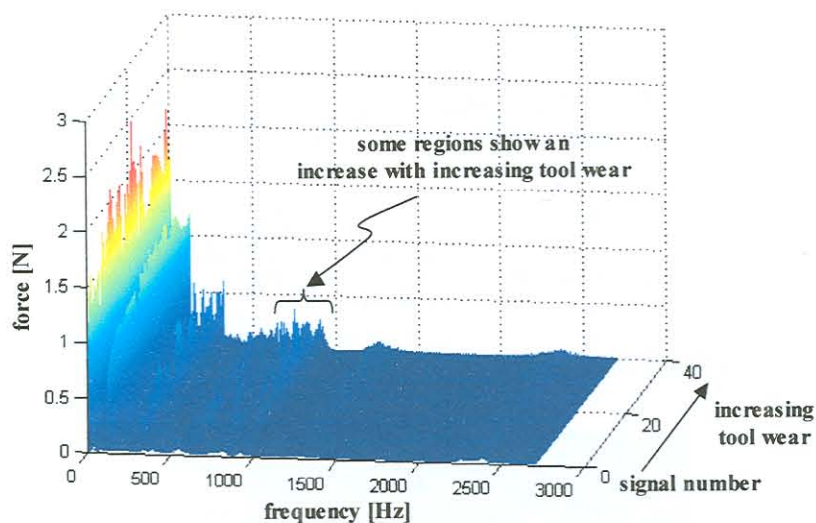 some regions show an
increase with increasing tool wear
3
2.5
2
1.5
1
0.5
0
force [N]
0
500
1000
1500
2000
2500
3000
frequency [Hz]
0
20
40
signal number
increasing
tool wear